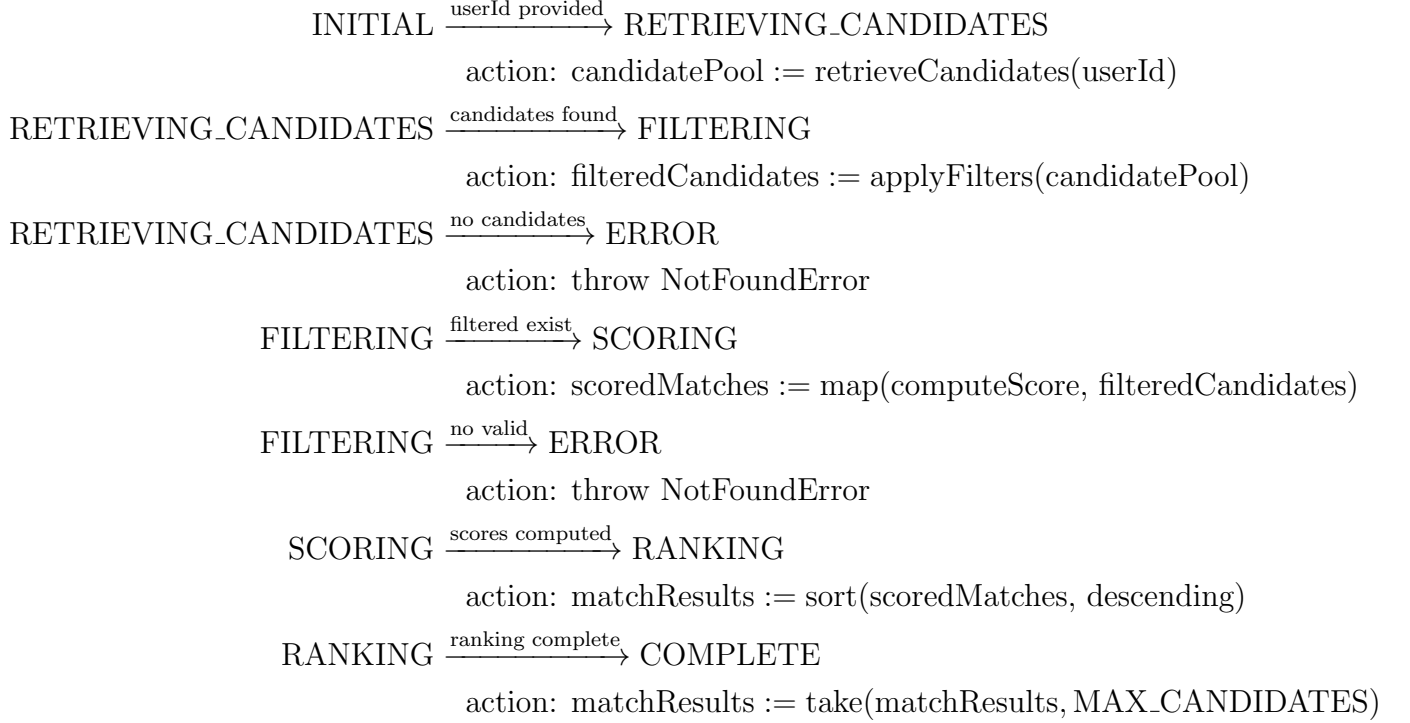 INITIAL userId provided RETRIEVING_CANDIDATES
action: candidatePool := retrieveCandidates(userId)
RETRIEVING_CANDIDATES candidates found FILTERING
action: filteredCandidates := applyFilters(candidatePool)
RETRIEVING_CANDIDATES no candidates ERROR
action: throw NotFoundError
FILTERING filtered exist SCORING
action: scoredMatches := map(computeScore, filteredCandidates)
FILTERING no valid ERROR
action: throw NotFoundError
SCORING scores computed RANKING
action: matchResults := sort(scoredMatches, descending)
RANKING ranking complete COMPLETE
action: matchResults := take(matchResults, MAX_CANDIDATES)